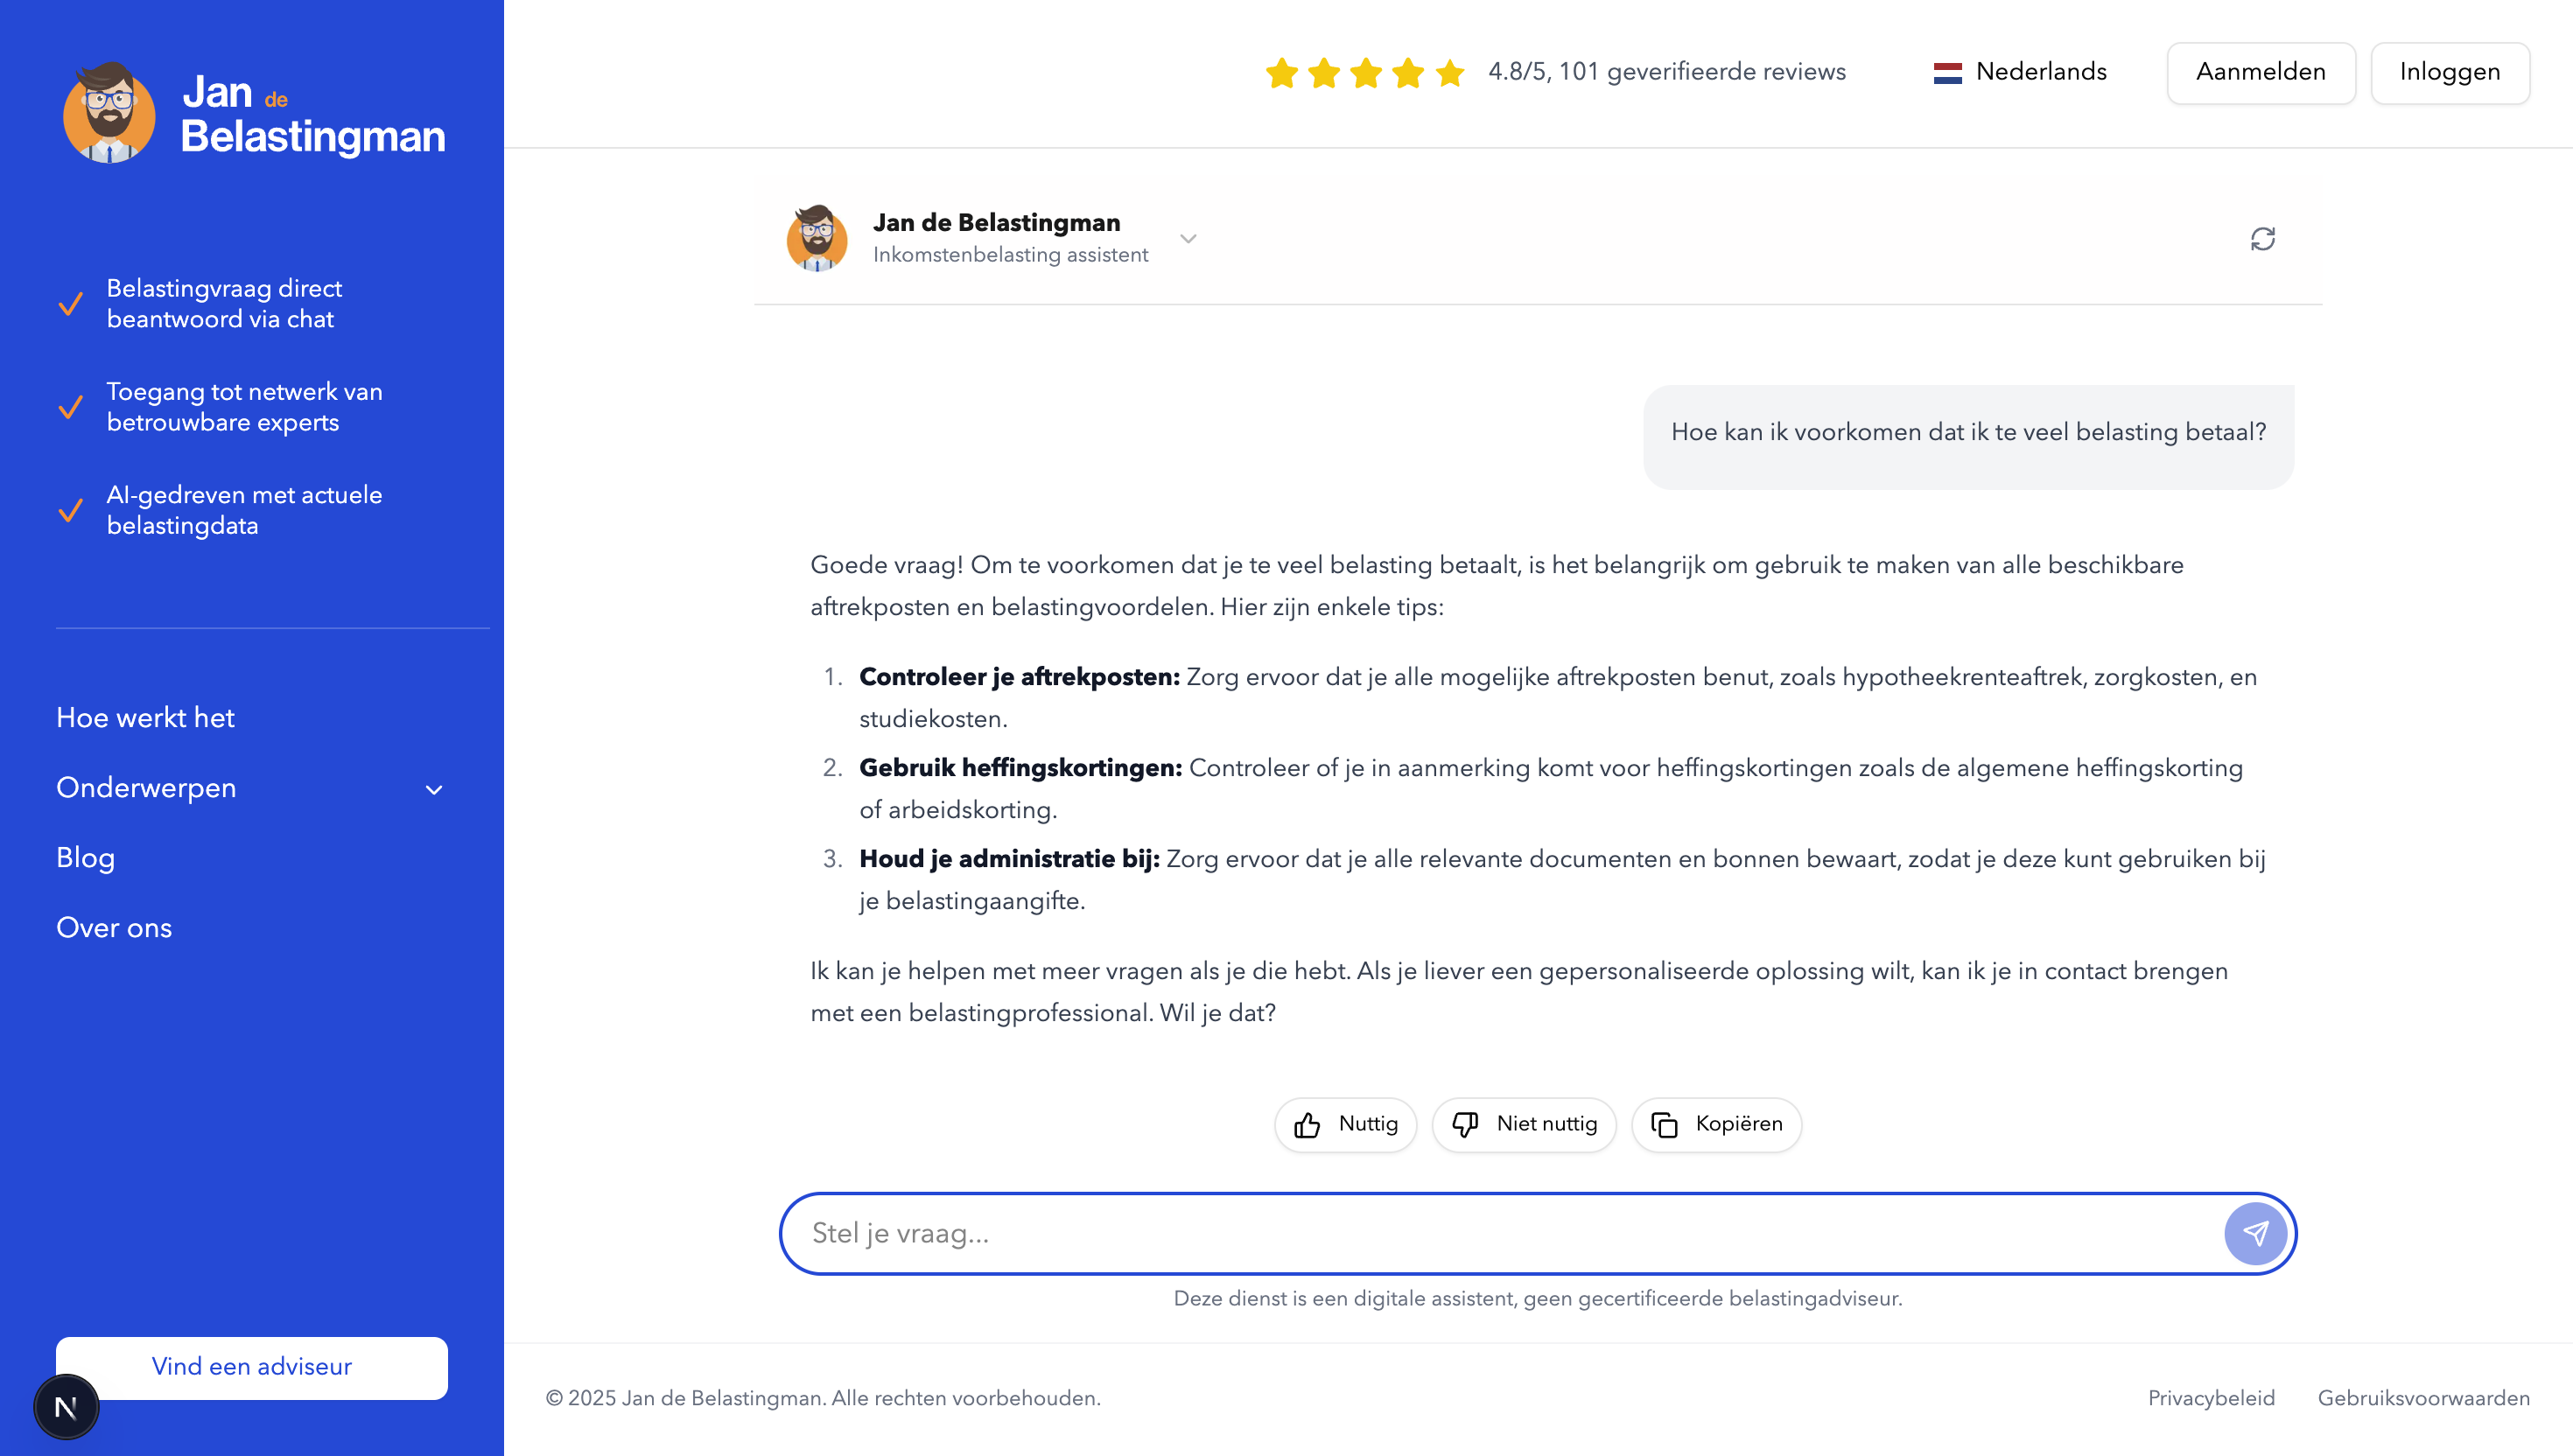 Jan de
Belastingman
Belastingvraag direct
beantwoord via chat
Toegang tot netwerk van
betrouwbare experts
AI-gedreven met actuele
belastingdata
Hoe werkt het
Onderwerpen
Blog
Over ons
Vind een adviseur
N
4.8/5, 101 geverifieerde reviews
Nederlands
Aanmelden
Inloggen
Jan de Belastingman
Inkomstenbelasting assistent
Hoe kan ik voorkomen dat ik te veel belasting betaal?
Goede vraag! Om te voorkomen dat je te veel belasting betaalt, is het belangrijk om gebruik te maken van alle beschikbare
aftrekposten en belastingvoordelen. Hier zijn enkele tips:
1. Controleer je aftrekposten: Zorg ervoor dat je alle mogelijke aftrekposten benut, zoals hypotheekrenteaftrek, zorgkosten, en
studiekosten.
2. Gebruik heffingskortingen: Controleer of je in aanmerking komt voor heffingskortingen zoals de algemene heffingskorting
of arbeidskorting.
3. Houd je administratie bij: Zorg ervoor dat je alle relevante documenten en bonnen bewaart, zodat je deze kunt gebruiken bij
je belastingaangifte.
Ik kan je helpen met meer vragen als je die hebt. Als je liever een gepersonaliseerde oplossing wilt, kan ik je in contact brengen
met een belastingprofessional. Wil je dat?
Nuttig
Niet nuttig
Kopiëren
Stel je vraag...
Deze dienst is een digitale assistent, geen gecertificeerde belastingadviseur.
© 2025 Jan de Belastingman. Alle rechten voorbehouden.
Privacybeleid
Gebruiksvoorwaarden